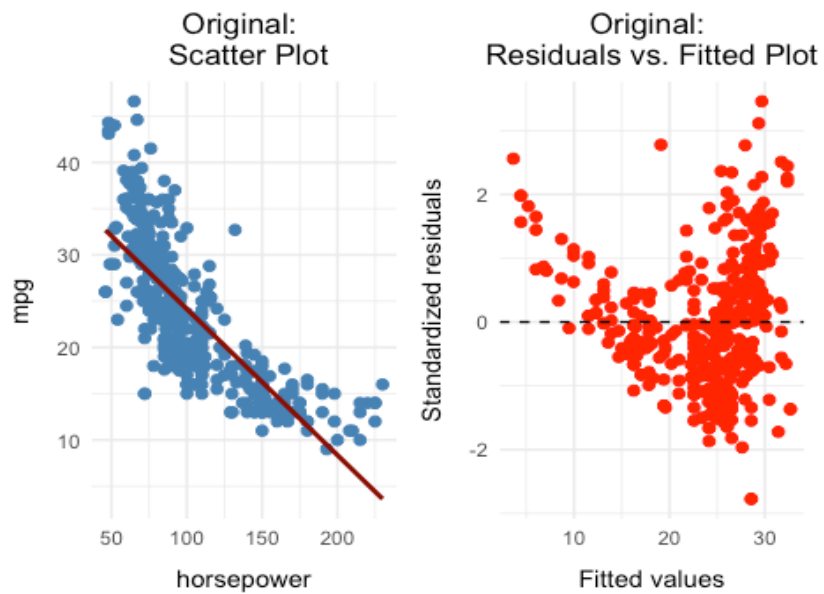 Original:
Scatter Plot
mpg
40
30
20
10
50
100
150
200
horsepower
Original:
Residuals vs. Fitted Plot
Standardized residuals
2
0
-2
10
20
30
Fitted values